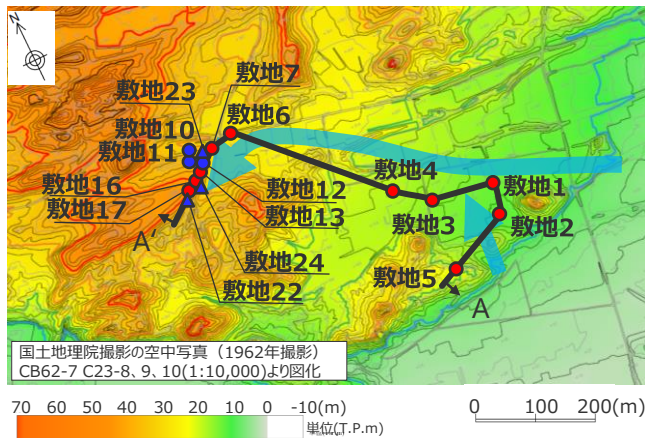 N
敷地7
敷地23
敷地6
敷地10
敷地11
敷地4
敷地1
敷地16
敷地12
敷地17
敷地13
敷地3
敷地2
A'
敷地24
敷地5
敷地22
A
国土地理院撮影の空中写真（1962年撮影）
CB62-7 C23-8、9、10(1:10,000)より図化
70 60 50 40 30 20 10 0 -10(m)
単位(T.P.m)
0 100 200(m)